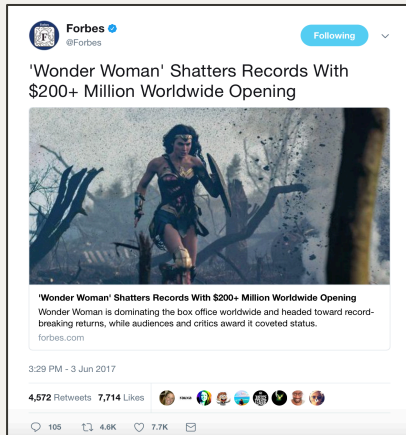 Forbes
@Forbes
Following
'Wonder Woman' Shatters Records With
$200+ Million Worldwide Opening
'Wonder Woman' Shatters Records With $200+ Million Worldwide Opening
Wonder Woman is dominating the box office worldwide and headed toward record-
breaking returns, while audiences and critics award it coveted status.
forbes.com
3:29 PM - 3 Jun 2017
4,572 Retweets 7,714 Likes
105 4.6K 7.7K